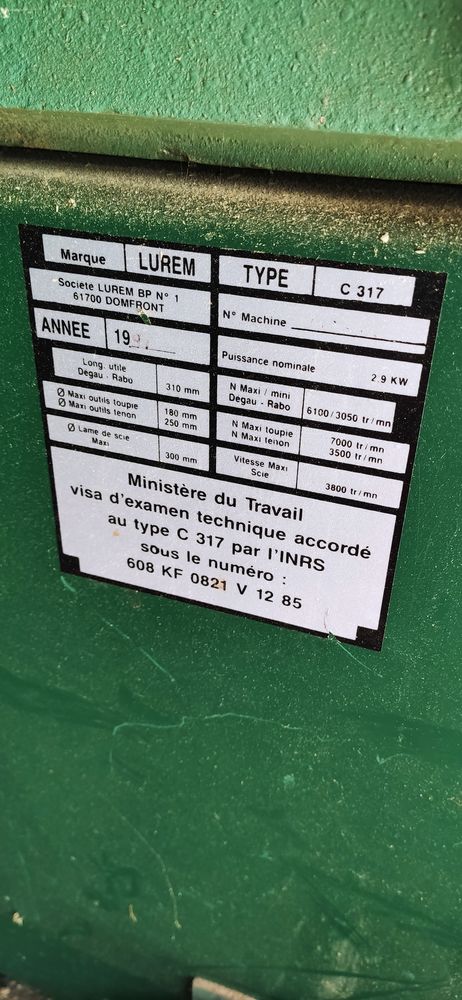 Marque LUREM TYPE C 317
Societe LUREM BP N° 1
61700 DOMFRONT
N° Machine
ANNEE 19
Puissance nominale 2.9 KW
Long. utile
Degau - Rabo 310 mm
N Maxi / mini
Degau - Rabo 6100/3050 tr/mn
Ø Maxi outils toupie 180 mm
Ø Maxi outils tenon 250 mm
N Maxi toupie 7000 tr/mn
N Maxi tenon 3500 tr/mn
Ø Lame de scie
Maxi 300 mm
Vitesse Maxi
Scie 3800 tr/mn
Ministère du Travail
visa d'examen technique accordé
au type C 317 par l'INRS
sous le numéro :
608 KF 0821 V 12 85